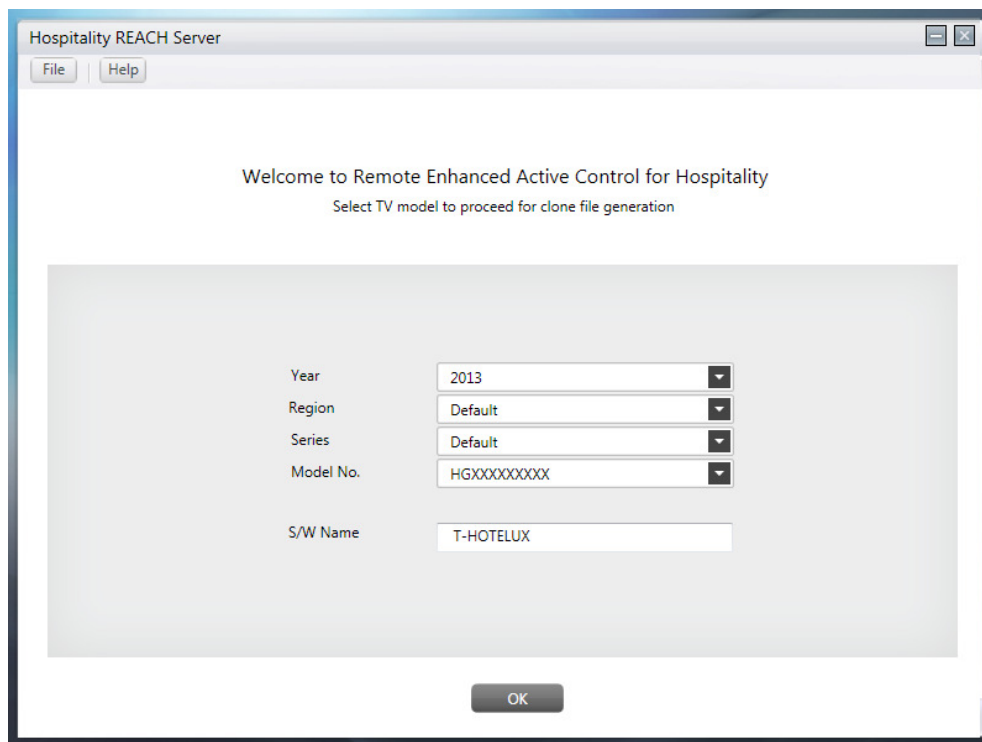 Hospitality REACH Server
File Help
Welcome to Remote Enhanced Active Control for Hospitality
Select TV model to proceed for clone file generation
Year 2013
Region Default
Series Default
Model No. HGXXXXXXXXX
S/W Name T-HOTELUX
OK